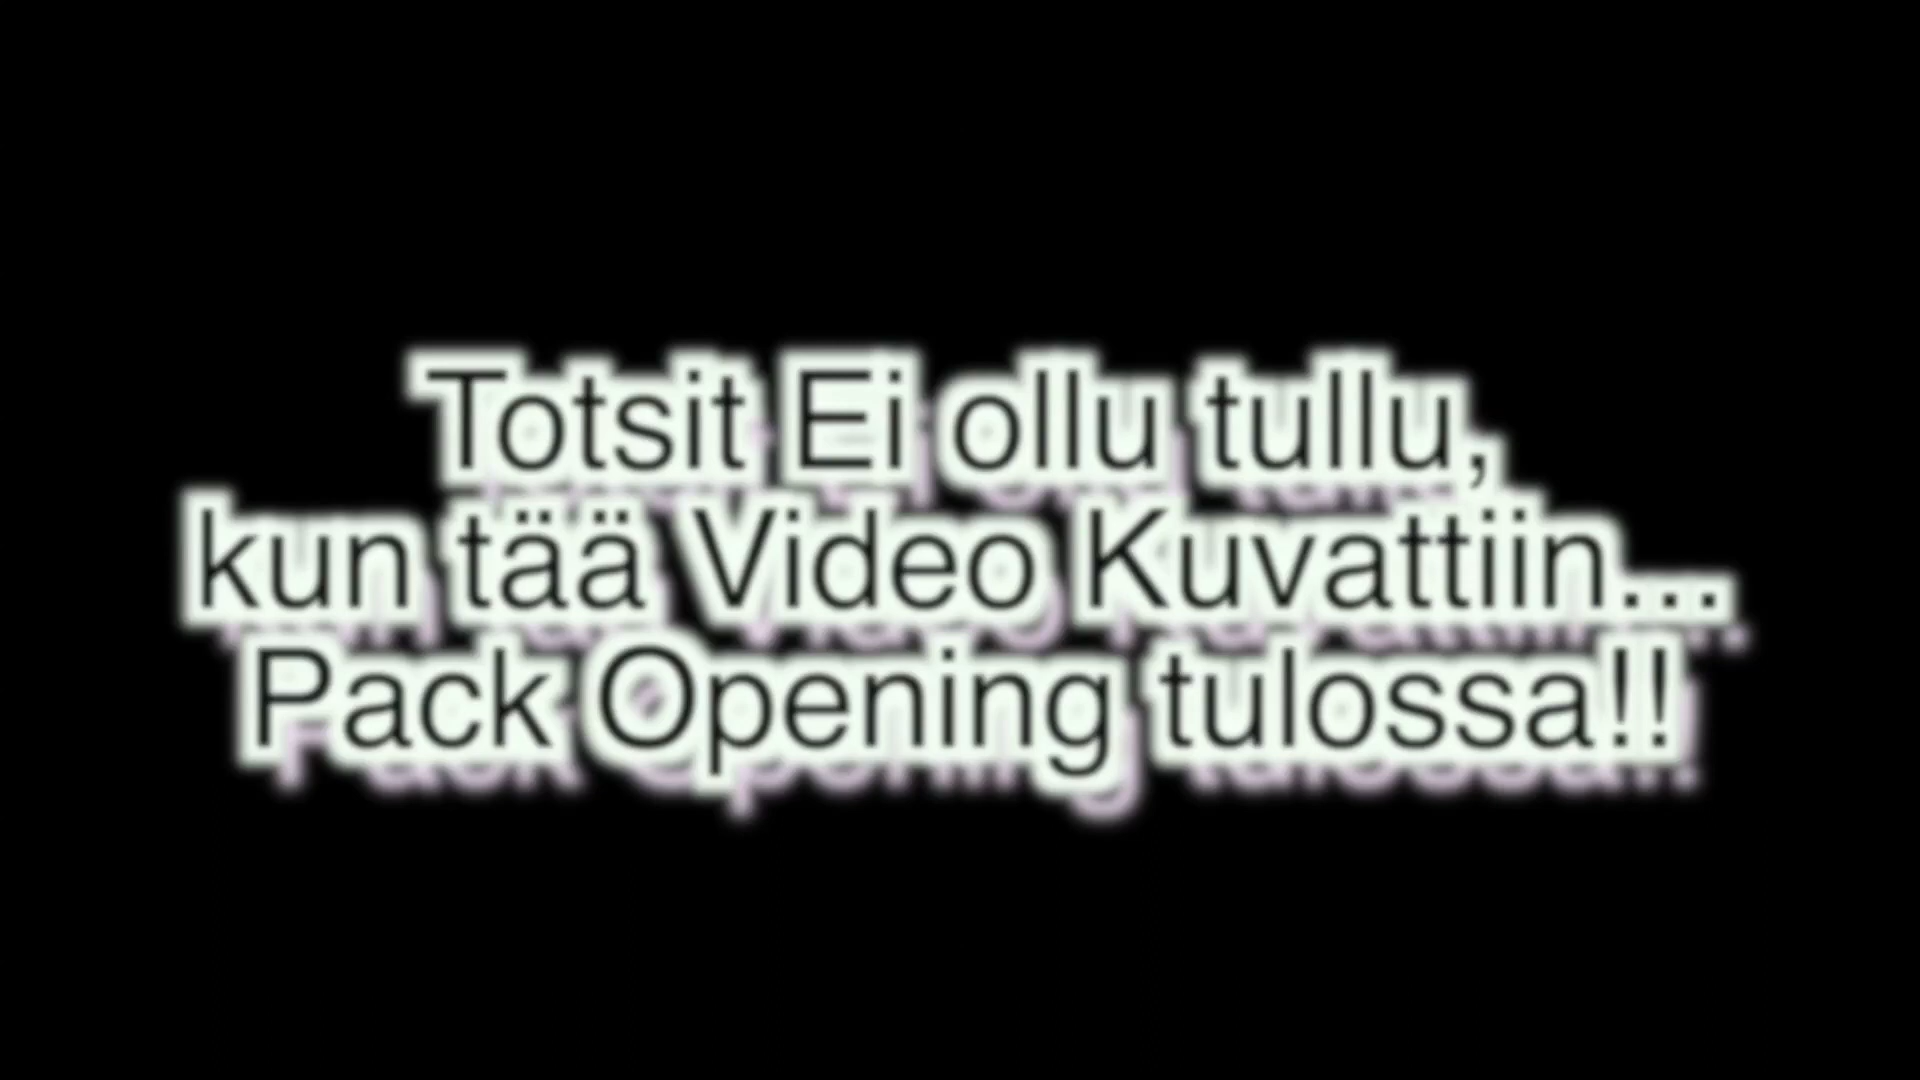 Totsit Ei ollu tullu,
kun tää Video Kuvattiin...
Pack Opening tulossa!!